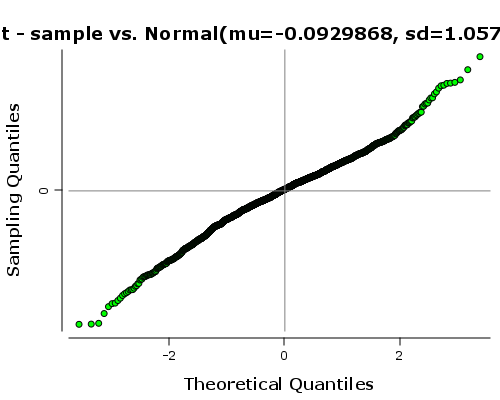 t - sample vs. Normal(mu=-0.0929868, sd=1.057
0
Sampling Quantiles
-2
0
2
Theoretical Quantiles